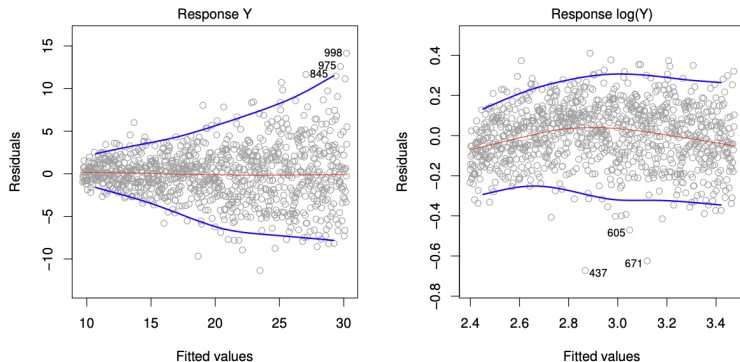 Response Y
998
975
845
15
10
5
0
−5
−10
Residuals
10 15 20 25 30
Fitted values
Response log(Y)
0.4
0.2
0.0
−0.2
−0.4
−0.6
−0.8
Residuals
605
671
437
2.4 2.6 2.8 3.0 3.2 3.4
Fitted values